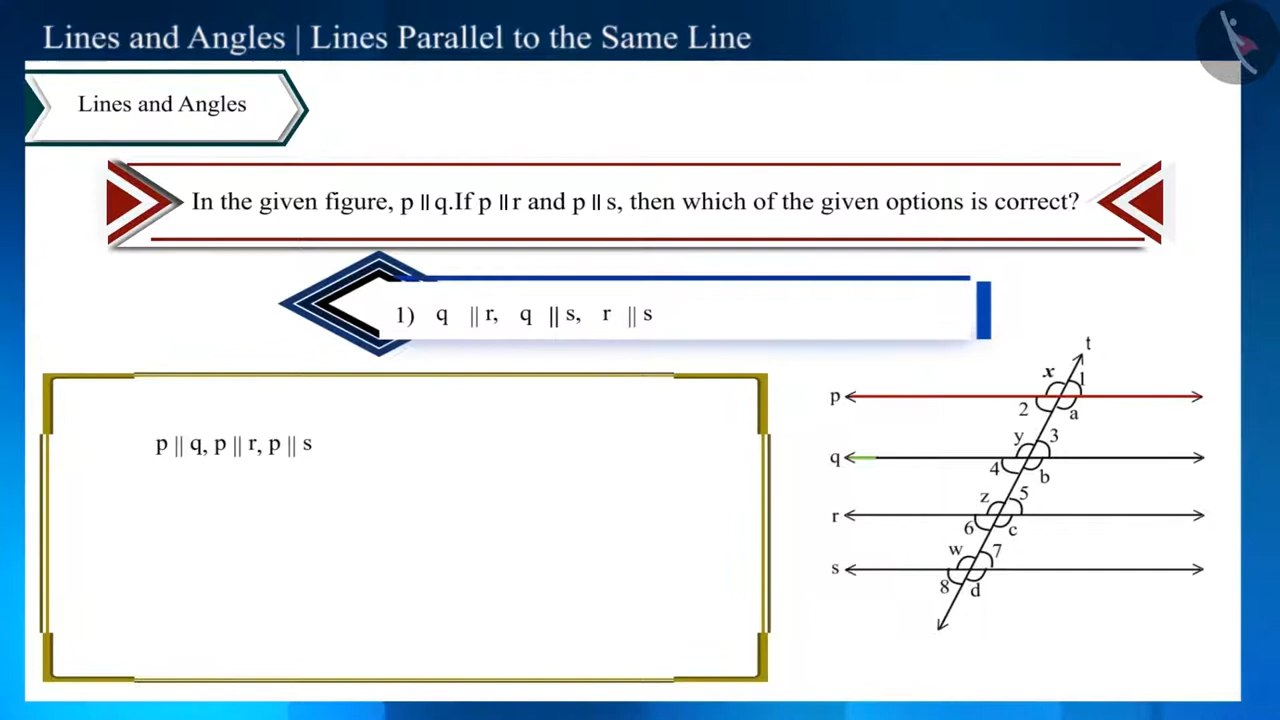 Lines and Angles | Lines Parallel to the Same Line
Lines and Angles
In the given figure, p || q.If p || r and p || s, then which of the given options is correct?
1) q || r, q || s, r || s
p || q, p || r, p || s
t
x 1
p
2 a
y 3
q
4 b
z 5
r
6 c
w 7
s
8 d